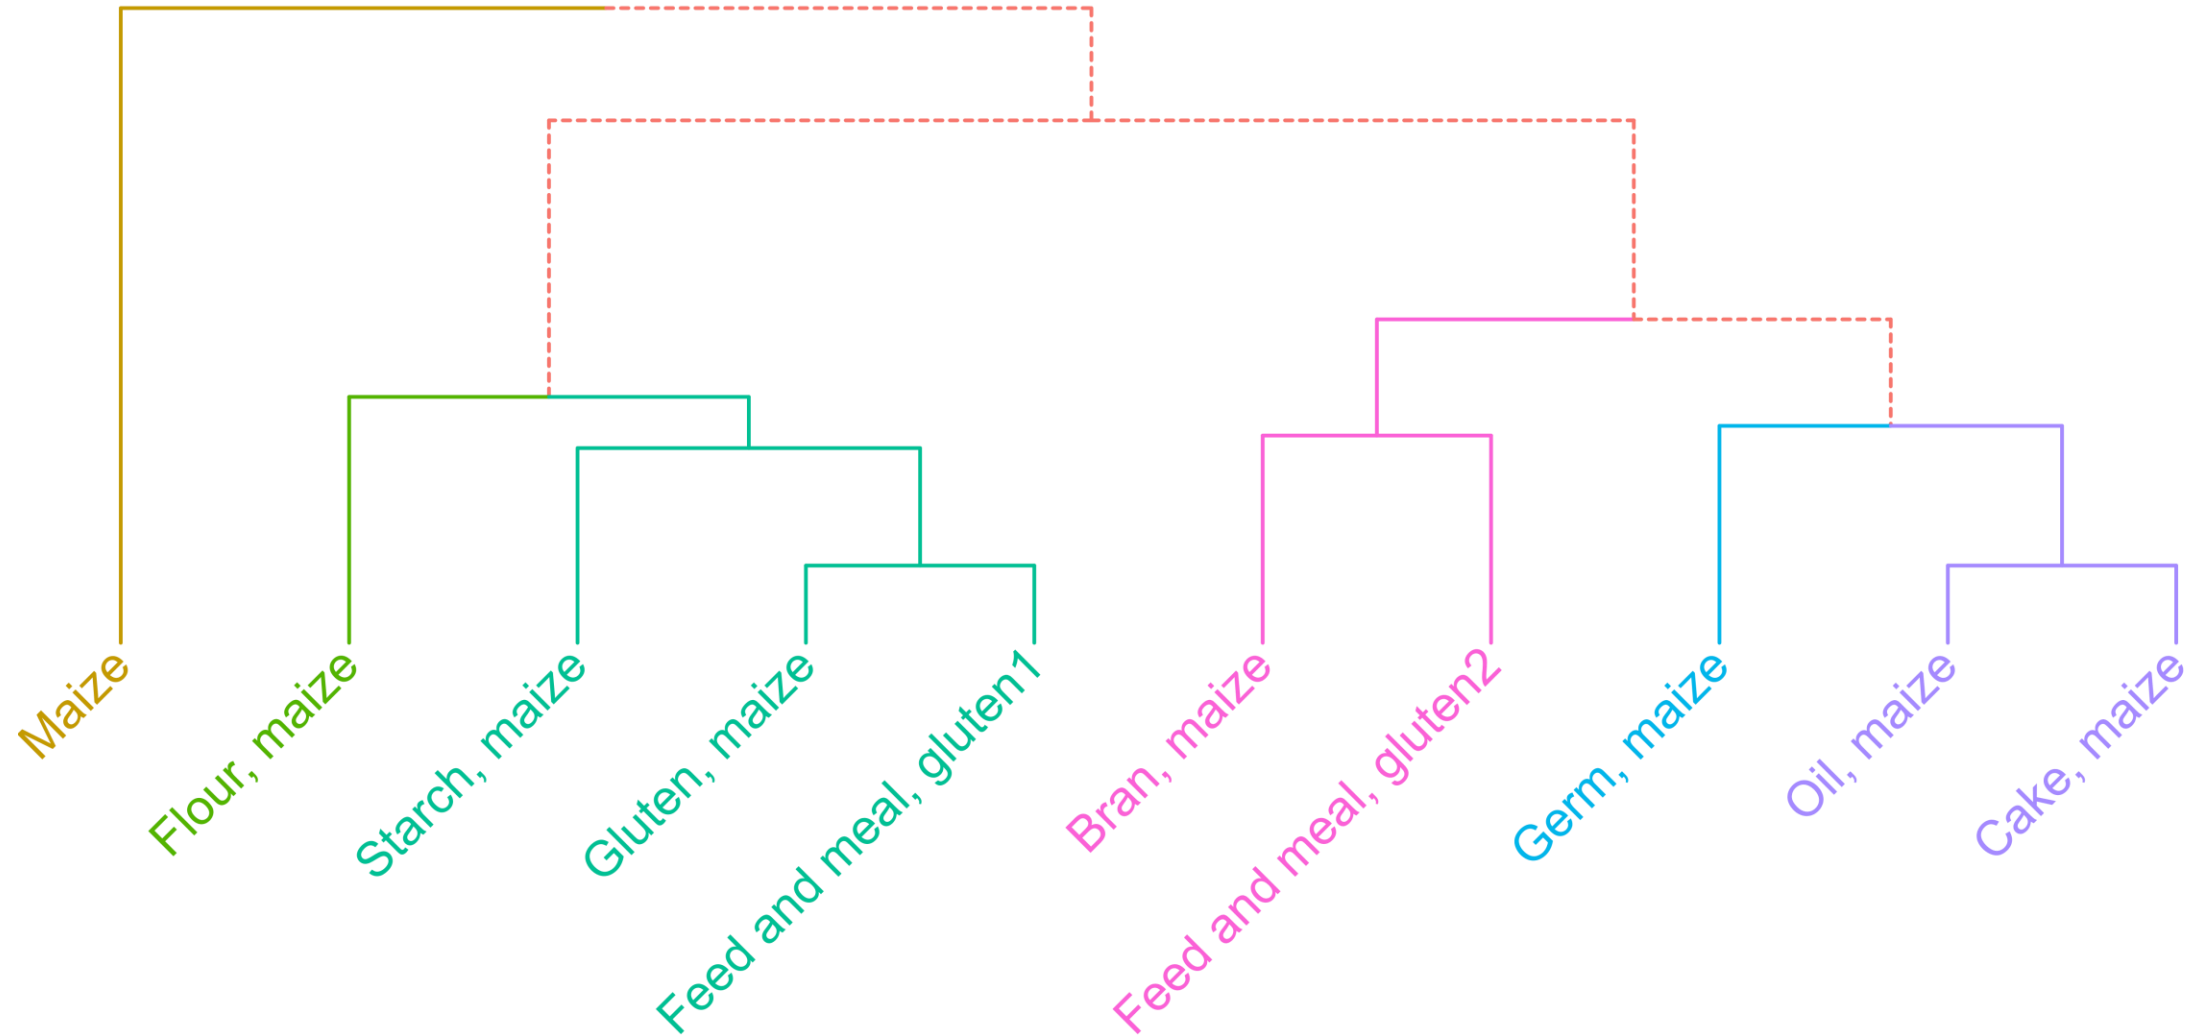 Maize
Flour, maize
Starch, maize
Gluten, maize
Feed and meal, gluten1
Bran, maize
Feed and meal, gluten2
Germ, maize
Oil, maize
Cake, maize